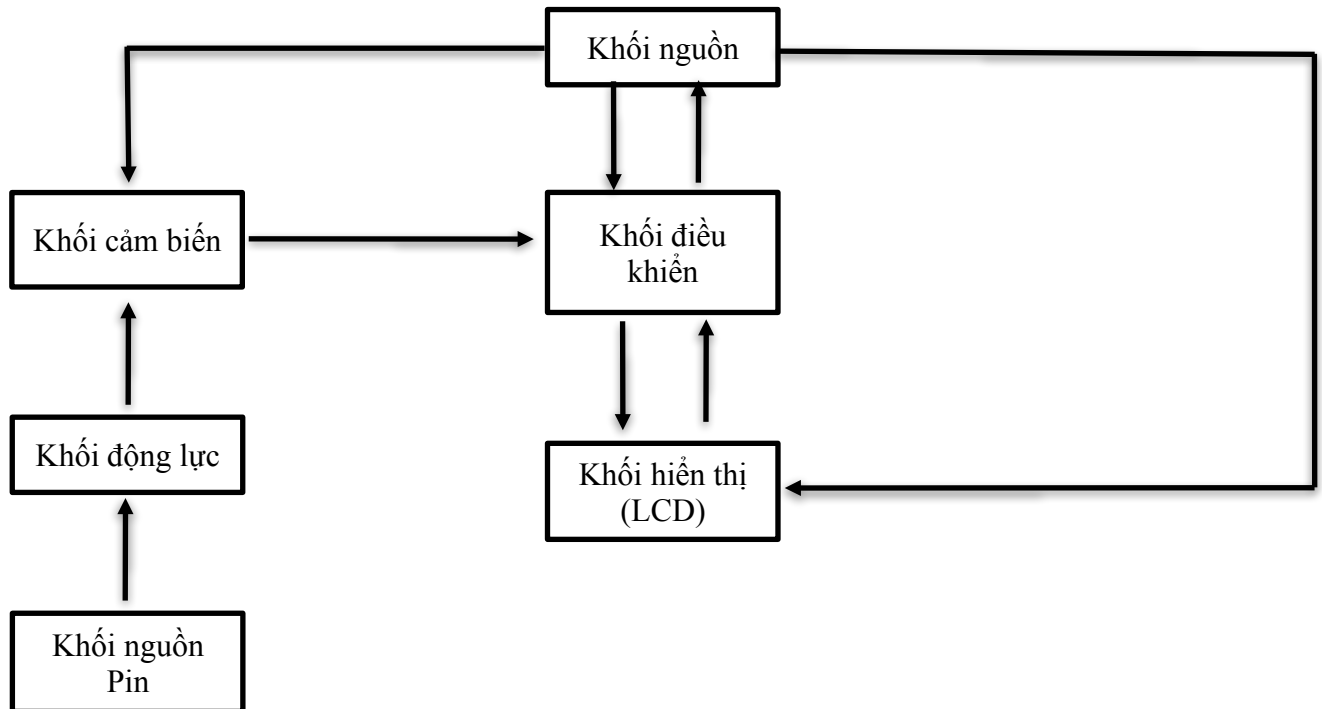 Khối nguồn
Khối cảm biến
Khối điều
khiển
Khối động lực
Khối hiển thị
(LCD)
Khối nguồn
Pin